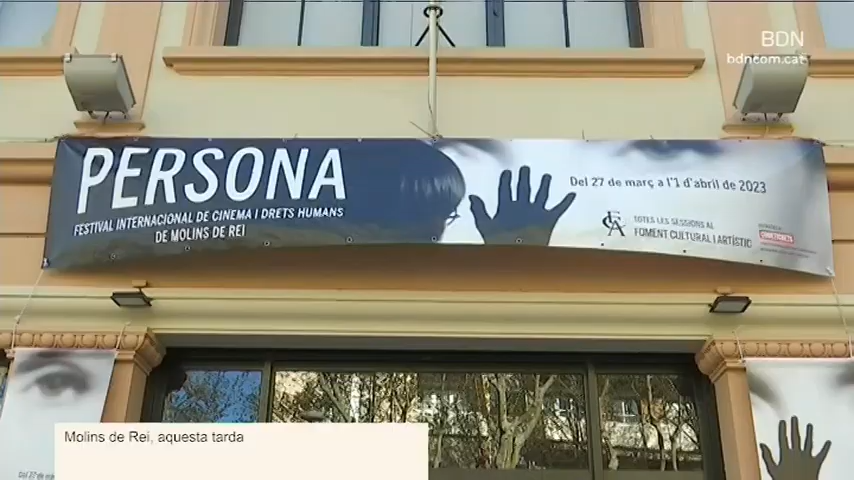 BDN
bdncom.cat
PERSONA
FESTIVAL INTERNACIONAL DE CINEMA I DRETS HUMANS
DE MOLINS DE REI
Del 27 de març a l'1 d'abril de 2023
TOTES LES SESSIONS AL
FOMENT CULTURAL I ARTÍSTIC
Molins de Rei, aquesta tarda